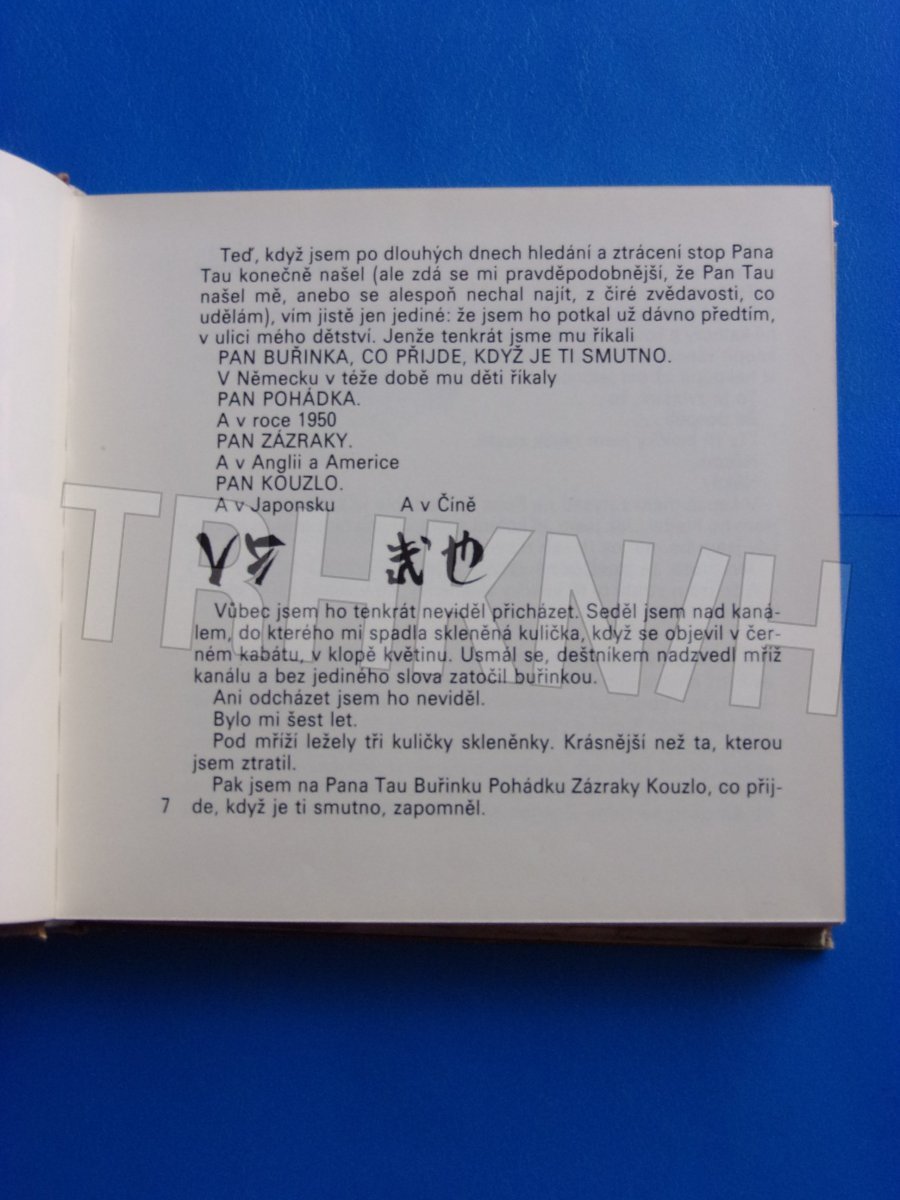 Teď, když jsem po dlouhých dnech hledání a ztrácení stop Pana
Tau konečně našel (ale zdá se mi pravděpodobnější, že Pan Tau
našel mě, anebo se alespoň nechal najít, z čiré zvědavosti, co
udělám), vím jistě jen jediné: že jsem ho potkal už dávno předtím,
v ulici mého dětství. Jenže tenkrát jsme mu říkali
PAN BUŘINKA, CO PŘIJDE, KDYŽ JE TI SMUTNO.
V Německu v téže době mu děti říkaly
PAN POHÁDKA.
A v roce 1950
PAN ZÁZRAKY.
A v Anglii a Americe
PAN KOUZLO.
A v Japonsku A v Číně
Vůbec jsem ho tenkrát neviděl přicházet. Seděl jsem nad kaná-
lem, do kterého mi spadla skleněná kulička, když se objevil v čer-
ném kabátu, v klopě květinu. Usmál se, deštníkem nadzvedl mříž
kanálu a bez jediného slova zatočil buřinkou.
Ani odcházet jsem ho neviděl.
Bylo mi šest let.
Pod mříží ležely tři kuličky skleněnky. Krásnější než ta, kterou
jsem ztratil.
Pak jsem na Pana Tau Buřinku Pohádku Zázraky Kouzlo, co přij-
7 de, když je ti smutno, zapomněl.
TRHKN/H